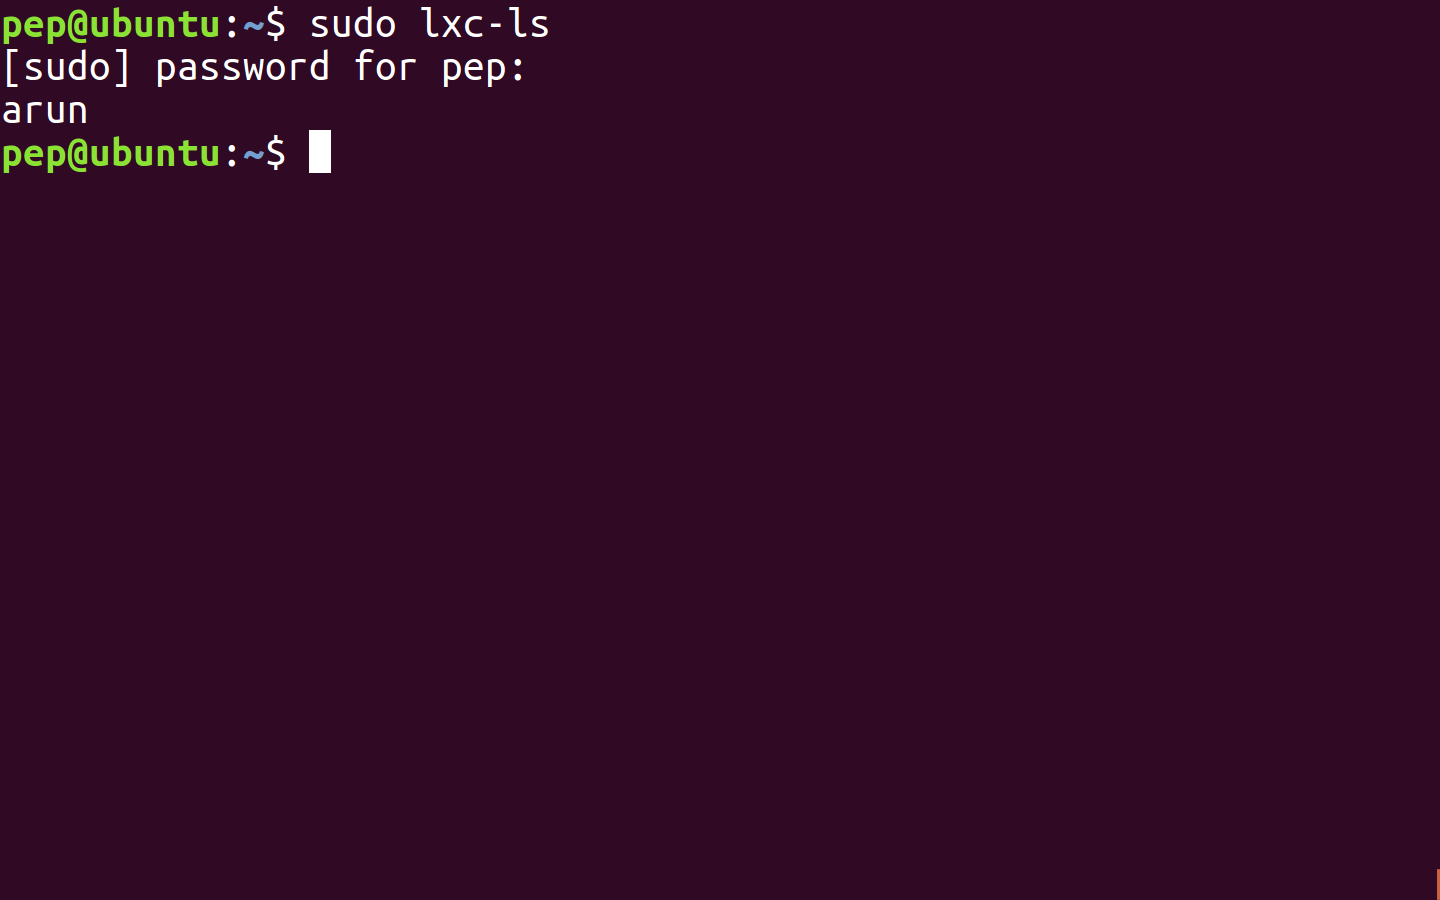 pep@ubuntu:~$ sudo lxc-ls
[sudo] password for pep:
arun
pep@ubuntu:~$